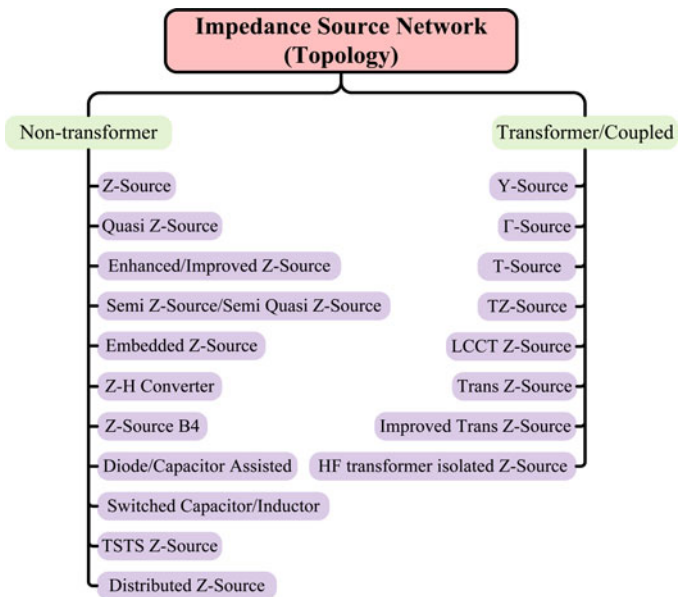 Impedance Source Network
(Topology)
Non-transformer
Z-Source
Quasi Z-Source
Enhanced/Improved Z-Source
Semi Z-Source/Semi Quasi Z-Source
Embedded Z-Source
Z-H Converter
Z-Source B4
Diode/Capacitor Assisted
Switched Capacitor/Inductor
TSTS Z-Source
Distributed Z-Source
Transformer/Coupled
Y-Source
Γ-Source
T-Source
TZ-Source
LCCT Z-Source
Trans Z-Source
Improved Trans Z-Source
HF transformer isolated Z-Source